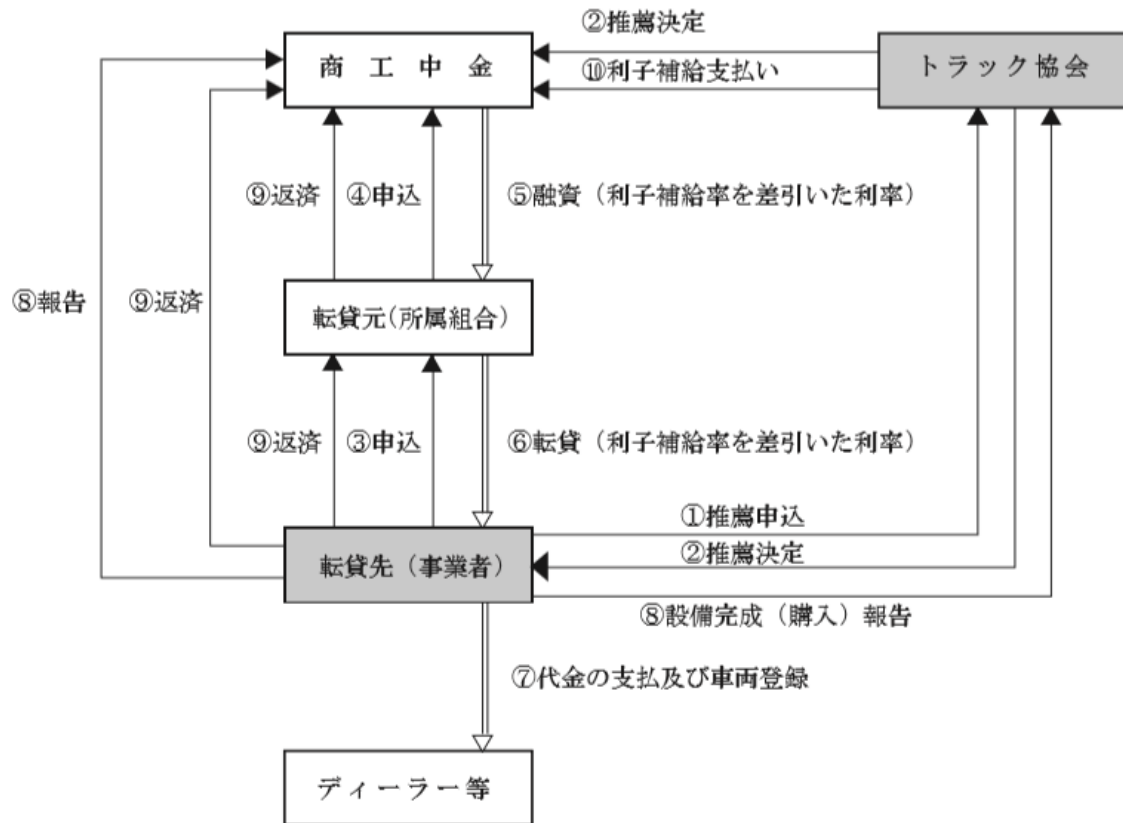 ②推薦決定
商工中金
トラック協会
⑩利子補給支払い
⑨返済
④申込
⑤融資（利子補給率を差引いた利率）
⑧報告
⑨返済
転貸元（所属組合）
⑨返済
③申込
⑥転貸（利子補給率を差引いた利率）
①推薦申込
②推薦決定
転貸先（事業者）
⑧設備完成（購入）報告
⑦代金の支払及び車両登録
ディーラー等